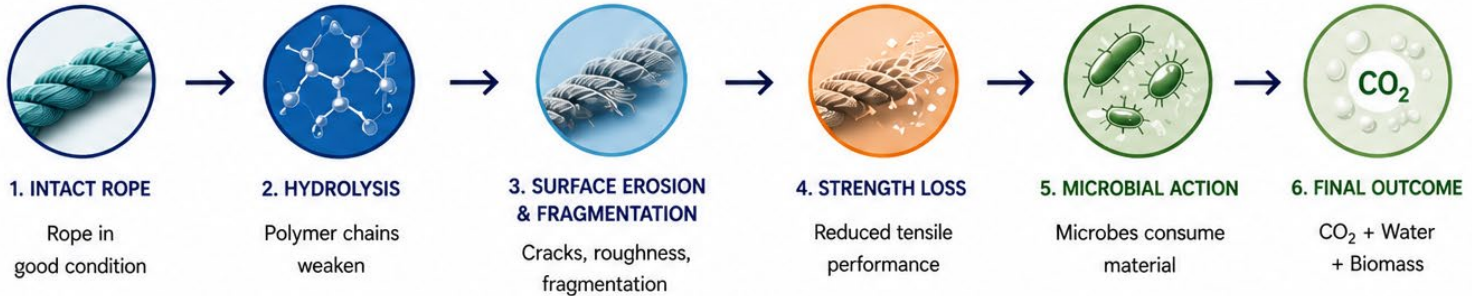 CO₂
1. INTACT ROPE
Rope in
good condition
2. HYDROLYSIS
Polymer chains
weaken
3. SURFACE EROSION
& FRAGMENTATION
Cracks, roughness,
fragmentation
4. STRENGTH LOSS
Reduced tensile
performance
5. MICROBIAL ACTION
Microbes consume
material
6. FINAL OUTCOME
CO₂ + Water
+ Biomass